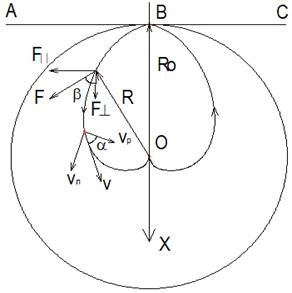 A B C
F|| Ro
β R
F F⊥
O
α vp
vn v
X